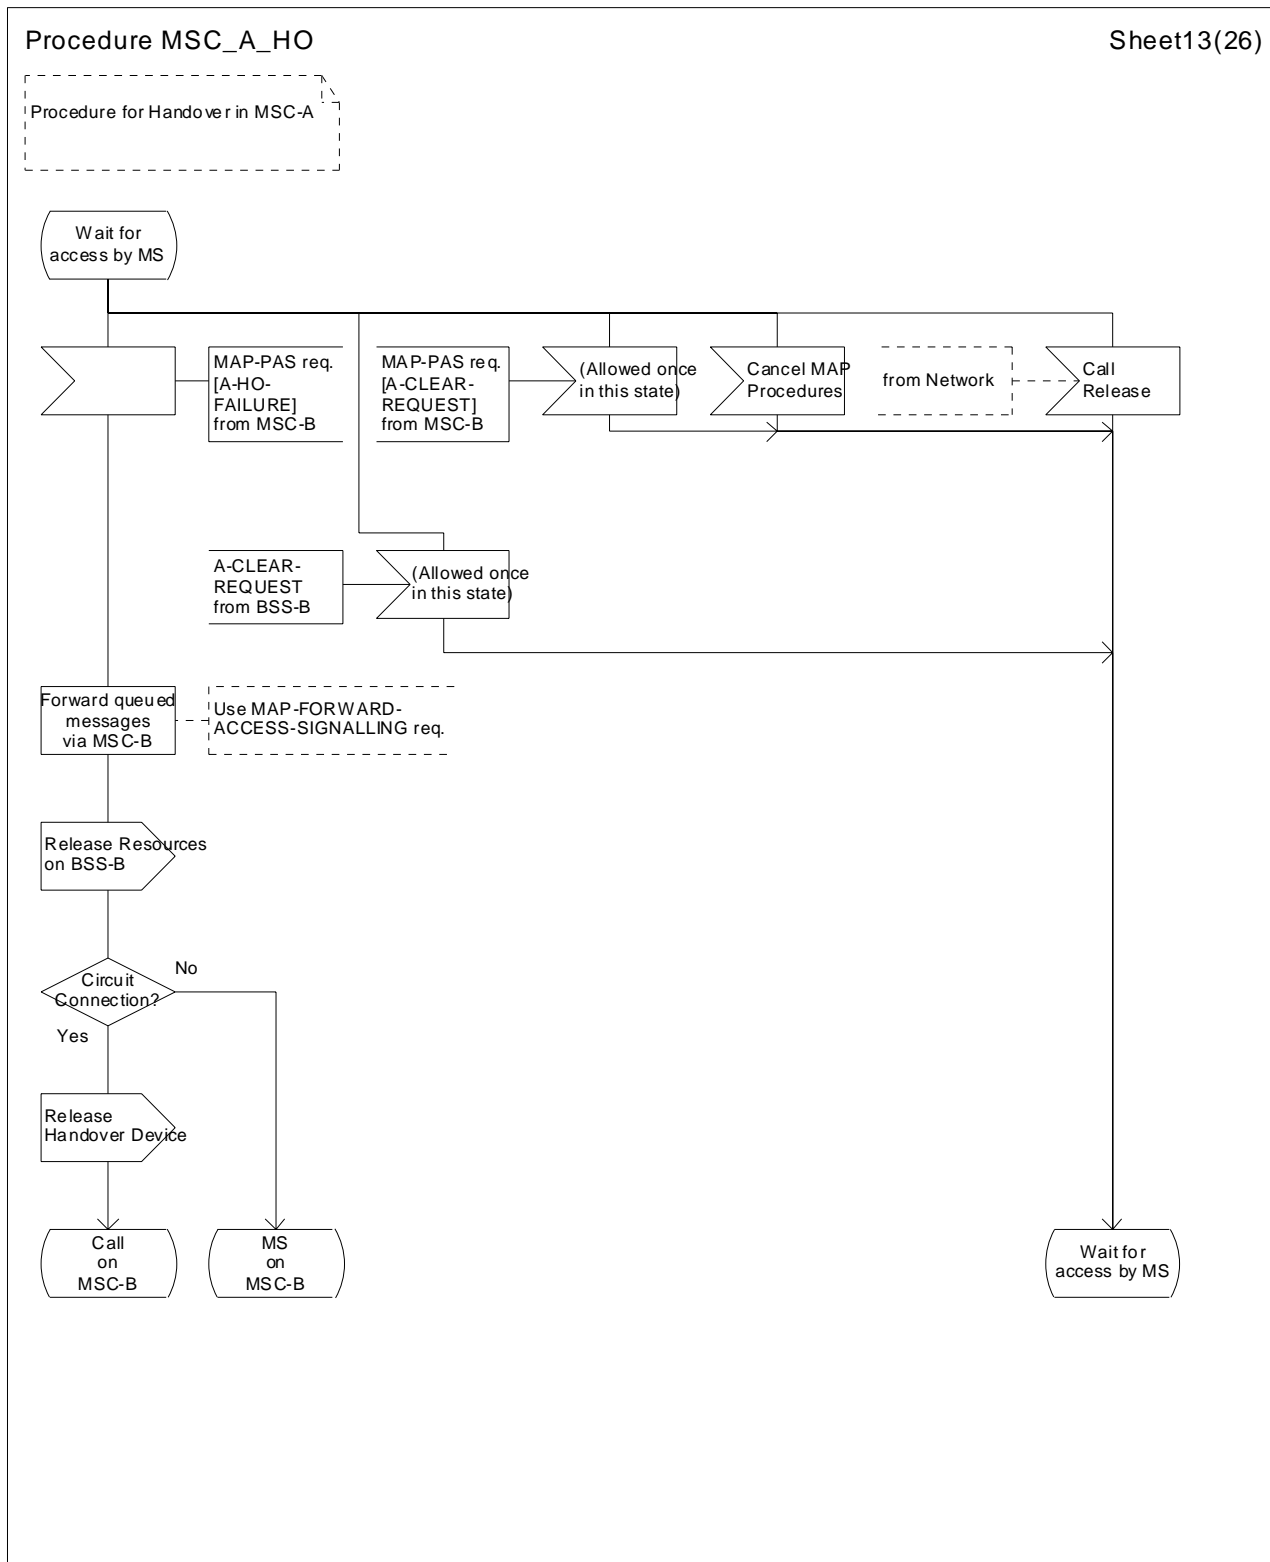 Procedure MSC_A_HO
Sheet13(26)
Procedure for Handover in MSC-A
Wait for
access by MS
MAP-PAS req.
[A-HO-
FAILURE]
from MSC-B
MAP-PAS req.
[A-CLEAR-
REQUEST]
from MSC-B
(Allowed once
in this state)
Cancel MAP
Procedures
from Network
Call
Release
A-CLEAR-
REQUEST
from BSS-B
(Allowed once
in this state)
Forward queued
messages
via MSC-B
Use MAP-FORWARD-
ACCESS-SIGNALLING req.
Release Resources
on BSS-B
Circuit
Connection?
No
Yes
Release
Handover Device
Call
on
MSC-B
MS
on
MSC-B
Wait for
access by MS